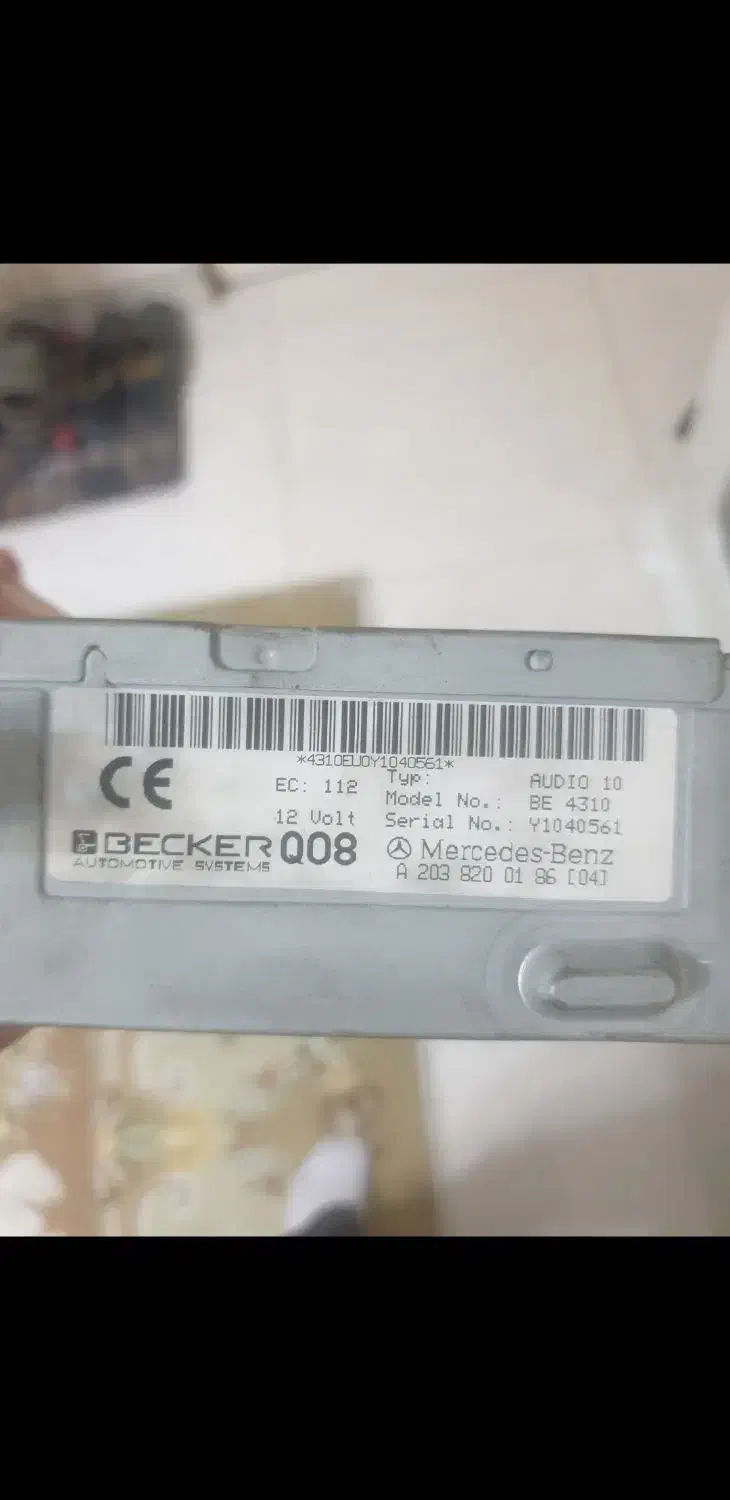 *4310EU0Y1040561*
CE
EC: 112
12 Volt
Typ: AUDIO 10
Model No.: BE 4310
Serial No.: Y1040561
BECKER
AUTOMOTIVE SYSTEMS
Q08
Mercedes-Benz
A 203 820 01 86 [04]